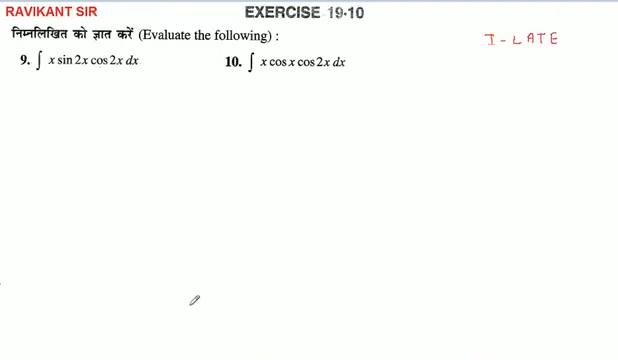 RAVIKANT SIR
EXERCISE 19·10
निम्नलिखित को ज्ञात करें (Evaluate the following) :
I - LATE
9. ∫ x sin 2x cos 2x dx 10. ∫ x cos x cos 2x dx